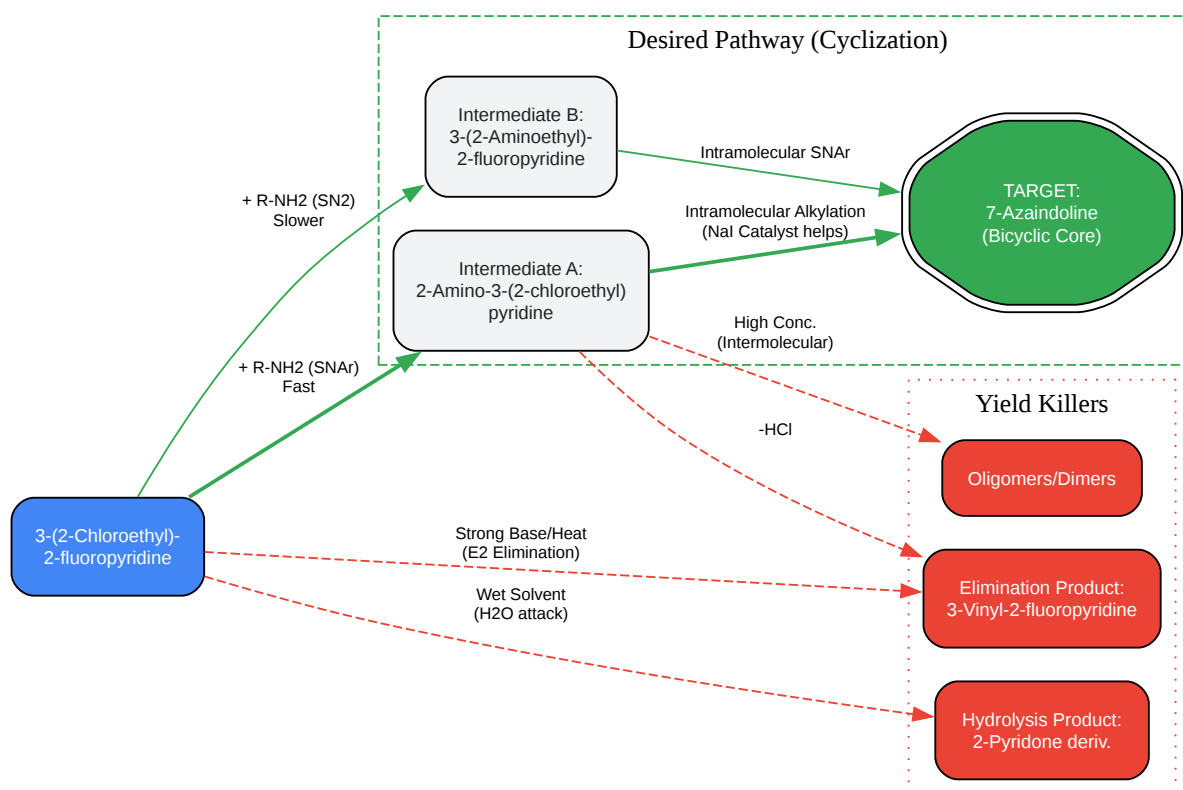 Desired Pathway (Cyclization)
Intermediate B:
3-(2-Aminoethyl)-
2-fluoropyridine
Intramolecular SNAr
TARGET:
7-Azaindoline
(Bicyclic Core)
+ R-NH2 (SN2)
Slower
Intramolecular Alkylation
(NaI Catalyst helps)
Intermediate A:
2-Amino-3-(2-chloroethyl)
pyridine
High Conc.
(Intermolecular)
+ R-NH2 (SNAr)
Fast
Yield Killers
-HCl
Oligomers/Dimers
3-(2-Chloroethyl)-
2-fluoropyridine
Strong Base/Heat
(E2 Elimination)
Elimination Product:
3-Vinyl-2-fluoropyridine
Wet Solvent
(H2O attack)
Hydrolysis Product:
2-Pyridone deriv.